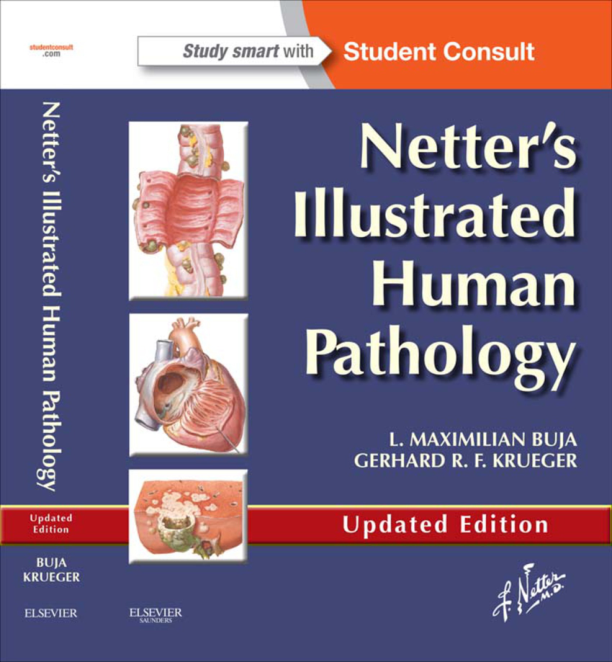 studentconsult
.com
Study smart with
Student Consult
Netter's Illustrated Human Pathology
Updated
Edition
BUJA
KRUEGER
ELSEVIER
Netter's
Illustrated
Human
Pathology
L. MAXIMILIAN BUJA
GERHARD R. F. KRUEGER
Updated Edition
ELSEVIER
SAUNDERS
F. Netter
M.D.